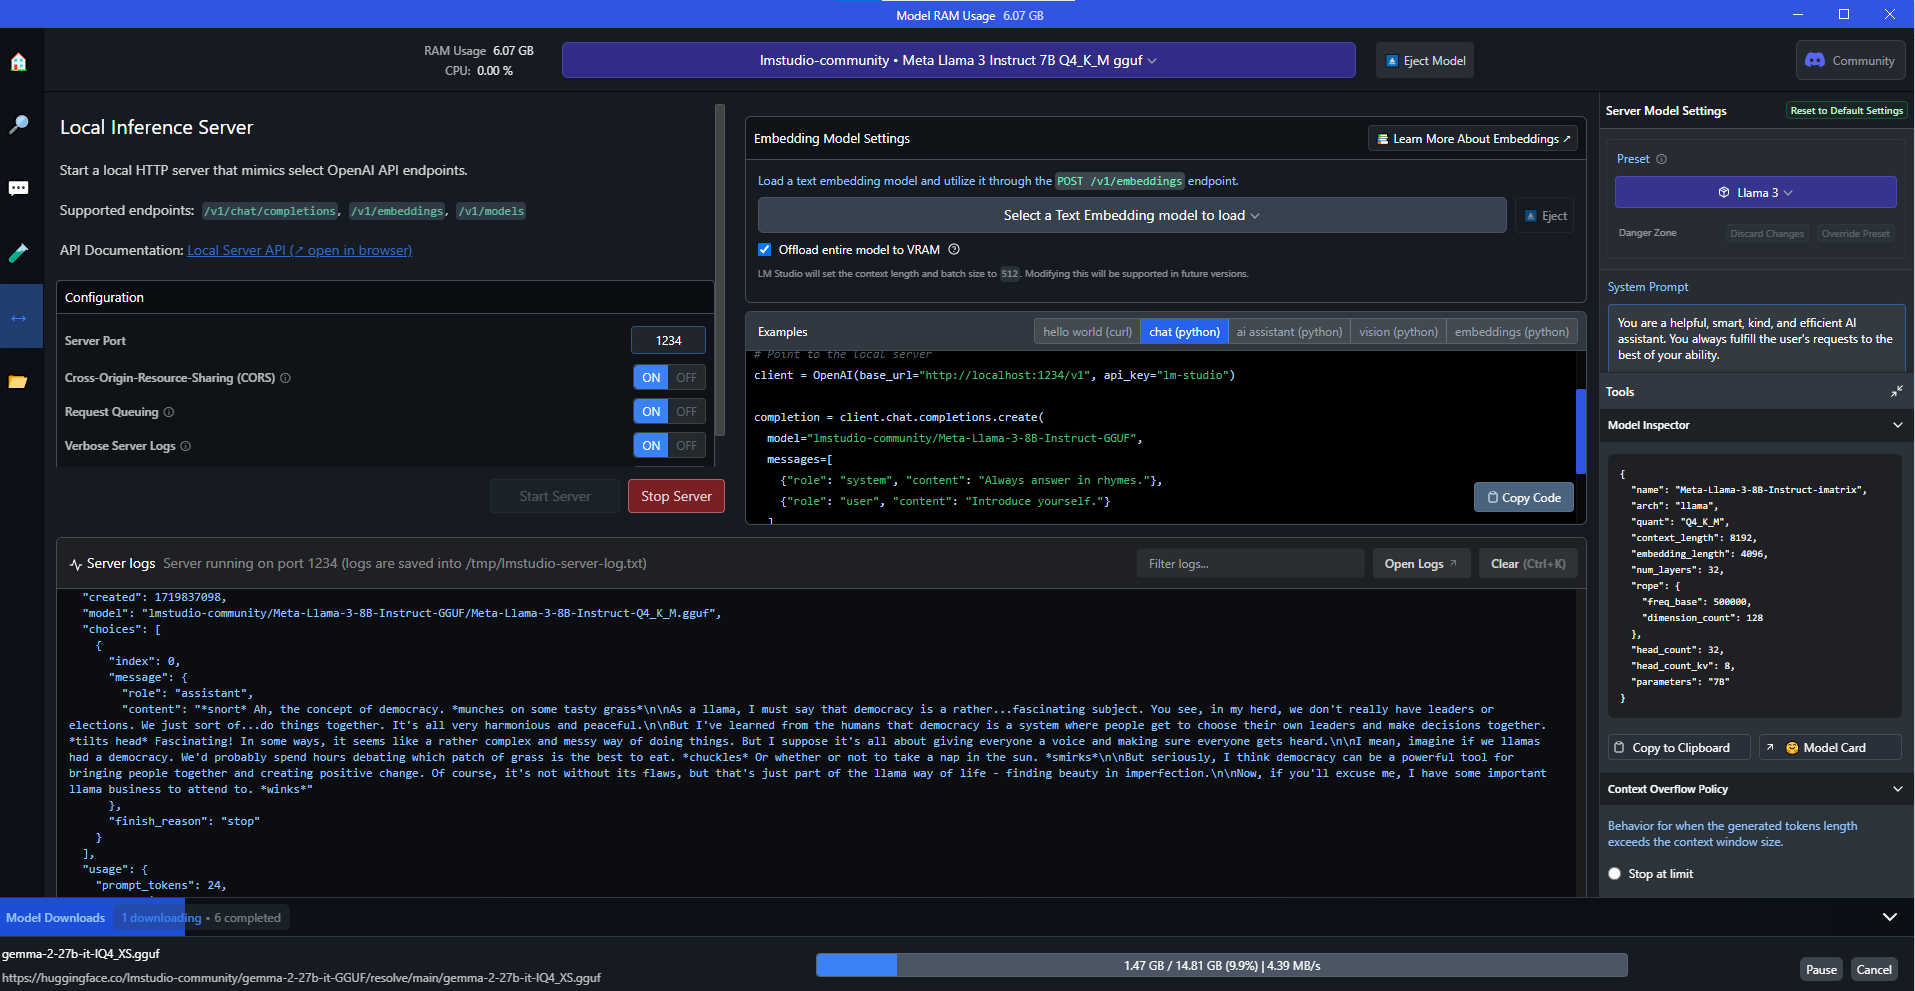 Model RAM Usage 6.07 GB
RAM Usage 6.07 GB
CPU: 0.00 %
lmstudio-community • Meta Llama 3 Instruct 7B Q4_K_M gguf
Eject Model
Community
Local Inference Server
Start a local HTTP server that mimics select OpenAI API endpoints.
Supported endpoints: /v1/chat/completions, /v1/embeddings, /v1/models
API Documentation: Local Server API (↗ open in browser)
Configuration
Server Port 1234
Cross-Origin-Resource-Sharing (CORS) ON OFF
Request Queuing ON OFF
Verbose Server Logs ON OFF
Start Server Stop Server
Embedding Model Settings
Learn More About Embeddings ↗
Load a text embedding model and utilize it through the POST /v1/embeddings endpoint.
Select a Text Embedding model to load
Eject
Offload entire model to VRAM
LM Studio will set the context length and batch size to 512. Modifying this will be supported in future versions.
Examples
hello world (curl) chat (python) ai assistant (python) vision (python) embeddings (python)
# Point to the local server
client = OpenAI(base_url="http://localhost:1234/v1", api_key="lm-studio")
completion = client.chat.completions.create(
model="lmstudio-community/Meta-Llama-3-8B-Instruct-GGUF",
messages=[
{"role": "system", "content": "Always answer in rhymes."},
{"role": "user", "content": "Introduce yourself."}
]
Copy Code
Server logs Server running on port 1234 (logs are saved into /tmp/lmstudio-server-log.txt)
Filter logs...
Open Logs ↗
Clear (Ctrl+K)
"created": 1719837098,
"model": "lmstudio-community/Meta-Llama-3-8B-Instruct-GGUF/Meta-Llama-3-8B-Instruct-Q4_K_M.gguf",
"choices": [
{
"index": 0,
"message": {
"role": "assistant",
"content": "*snort* Ah, the concept of democracy. *munches on some tasty grass*\n\nAs a llama, I must say that democracy is a rather...fascinating subject. You see, in my herd, we don't really have leaders or
elections. We just sort of...do things together. It's all very harmonious and peaceful.\n\nBut I've learned from the humans that democracy is a system where people get to choose their own leaders and make decisions together.
*tilts head* Fascinating! In some ways, it seems like a rather complex and messy way of doing things. But I suppose it's all about giving everyone a voice and making sure everyone gets heard.\n\nI mean, imagine if we llamas
had a democracy. We'd probably spend hours debating which patch of grass is the best to eat. *chuckles* Or whether or not to take a nap in the sun. *smirks*\n\nBut seriously, I think democracy can be a powerful tool for
bringing people together and creating positive change. Of course, it's not without its flaws, but that's just part of the llama way of life - finding beauty in imperfection.\n\nNow, if you'll excuse me, I have some important
llama business to attend to. *winks*"
},
"finish_reason": "stop"
}
],
"usage": {
"prompt_tokens": 24,
Server Model Settings
Reset to Default Settings
Preset
Llama 3
Danger Zone Discard Changes Override Preset
System Prompt
You are a helpful, smart, kind, and efficient AI
assistant. You always fulfill the user's requests to the
best of your ability.
Tools
Model Inspector
{
"name": "Meta-Llama-3-8B-Instruct-imatrix",
"arch": "llama",
"quant": "Q4_K_M",
"context_length": 8192,
"embedding_length": 4096,
"num_layers": 32,
"rope": {
"freq_base": 500000,
"dimension_count": 128
},
"head_count": 32,
"head_count_kv": 8,
"parameters": "7B"
}
Copy to Clipboard
↗ Model Card
Context Overflow Policy
Behavior for when the generated tokens length
exceeds the context window size.
Stop at limit
Model Downloads 1 downloading • 6 completed
gemma-2-27b-it-IQ4_XS.gguf
https://huggingface.co/lmstudio-community/gemma-2-27b-it-GGUF/resolve/main/gemma-2-27b-it-IQ4_XS.gguf
1.47 GB / 14.81 GB (9.9%) | 4.39 MB/s
Pause
Cancel